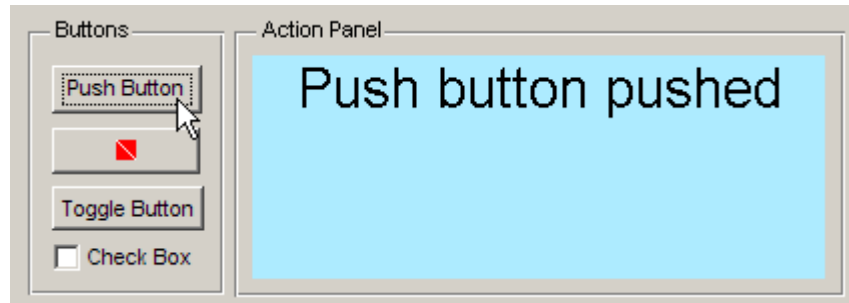 Buttons
Action Panel
Push Button
Push button pushed
Toggle Button
Check Box